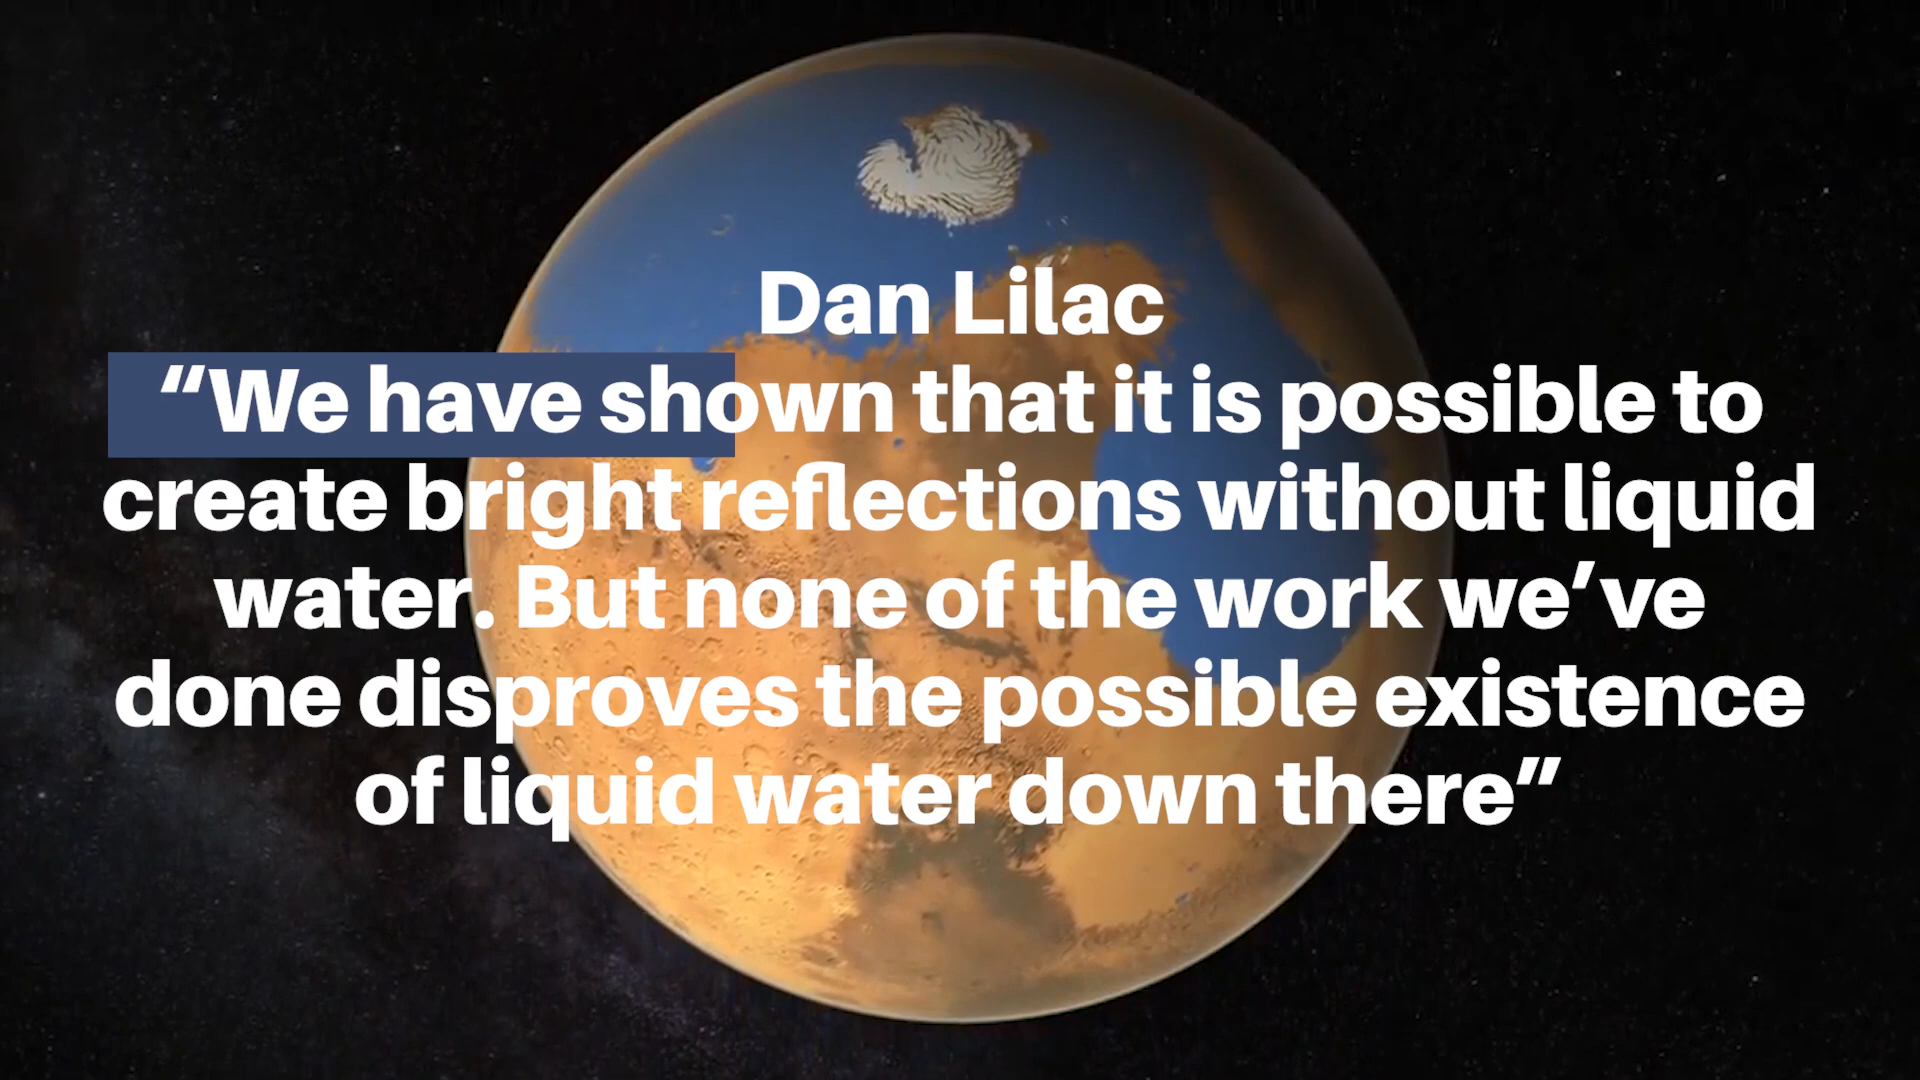 Dan Lilac
“We have shown that it is possible to
create bright reflections without liquid
water. But none of the work we’ve
done disproves the possible existence
of liquid water down there”